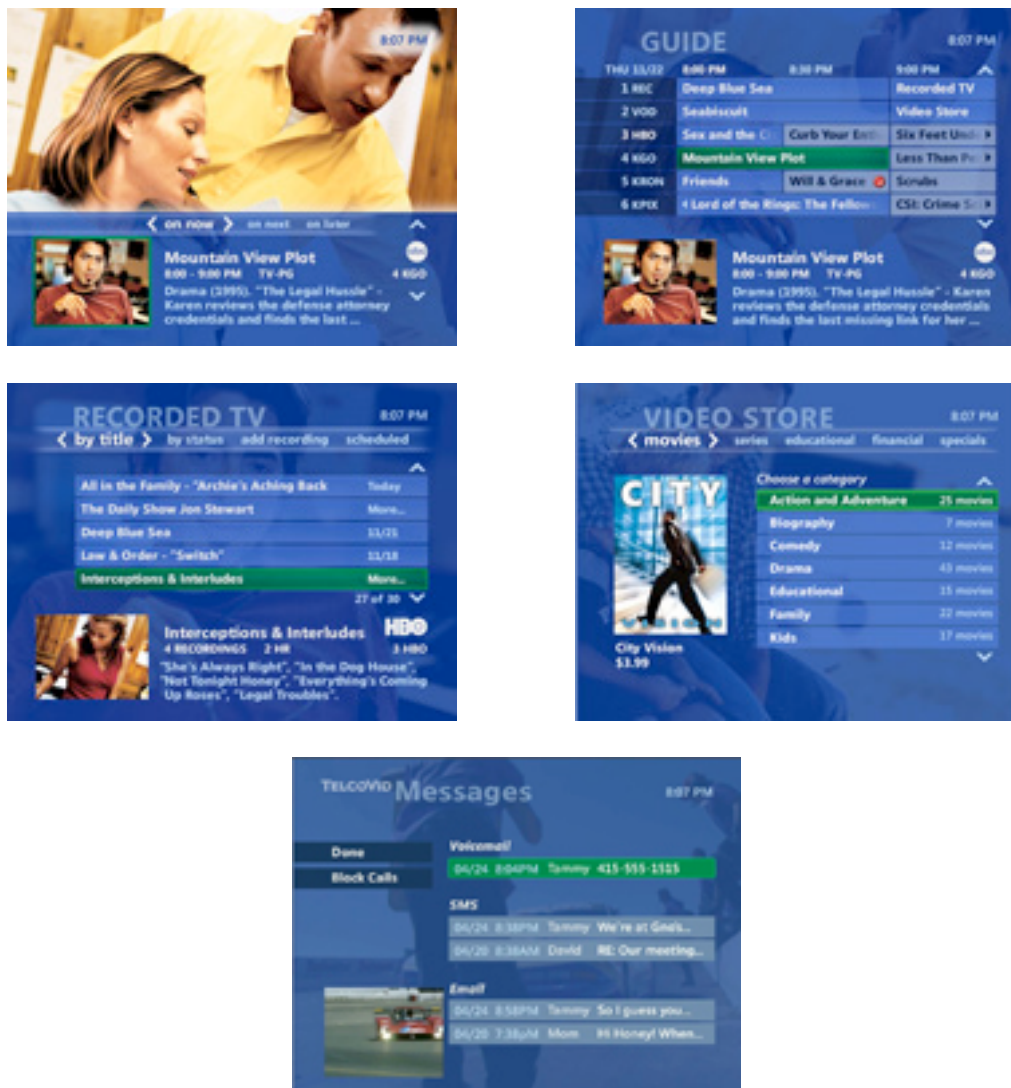 8:07 PM
on now on next on later
Mountain View Plot
8:00 - 9:00 PM TV-PG 4 KGO
Drama (1995). "The Legal Hussle" -
Karen reviews the defense attorney
credentials and finds the last ...
GUIDE 8:07 PM
THU 11/22 8:00 PM 8:30 PM 9:00 PM
1 REC Deep Blue Sea Recorded TV
2 VOD Seabiscuit Video Store
3 HBO Sex and the Curb Your Six Feet
4 KGO Mountain View Plot Less Than
5 KRON Friends Will & Grace Scrubs
6 KPIX Lord of the Rings: The CSI: Crime
Mountain View Plot
8:00 - 9:00 PM TV-PG 4 KGO
Drama (1995). "The Legal Hussle" - Karen
reviews the defense attorney credentials
and finds the last missing link for her ...
RECORDED TV 8:07 PM
by title by status add recording scheduled
All in the Family - "Archie's Aching Back Today
The Daily Show Jon Stewart More...
Deep Blue Sea 11/21
Law & Order - "Switch" 11/18
Interceptions & Interludes More...
27 of 30
Interceptions & Interludes HBO
4 RECORDINGS 2 HR 3 HBO
"She's Always Right", "In the Dog House",
"Not Tonight Honey", "Everything's Coming
Up Roses", "Legal Troubles".
VIDEO STORE 8:07 PM
movies series educational financial specials
CITY
VISION
City Vision
$3.99
Choose a category
Action and Adventure 25 movies
Biography 7 movies
Comedy 12 movies
Drama 43 movies
Educational 15 movies
Family 22 movies
Kids 17 movies
TELCOVID Messages 8:07 PM
Done
Block Calls
Voicemail
04/24 8:04PM Tammy 415-555-1515
SMS
04/24 8:38PM Tammy We're at Gino's...
04/20 8:38AM David RE: Our meeting...
Email
04/24 8:58PM Tammy So I guess you...
04/20 Mom Hi Honey! When...